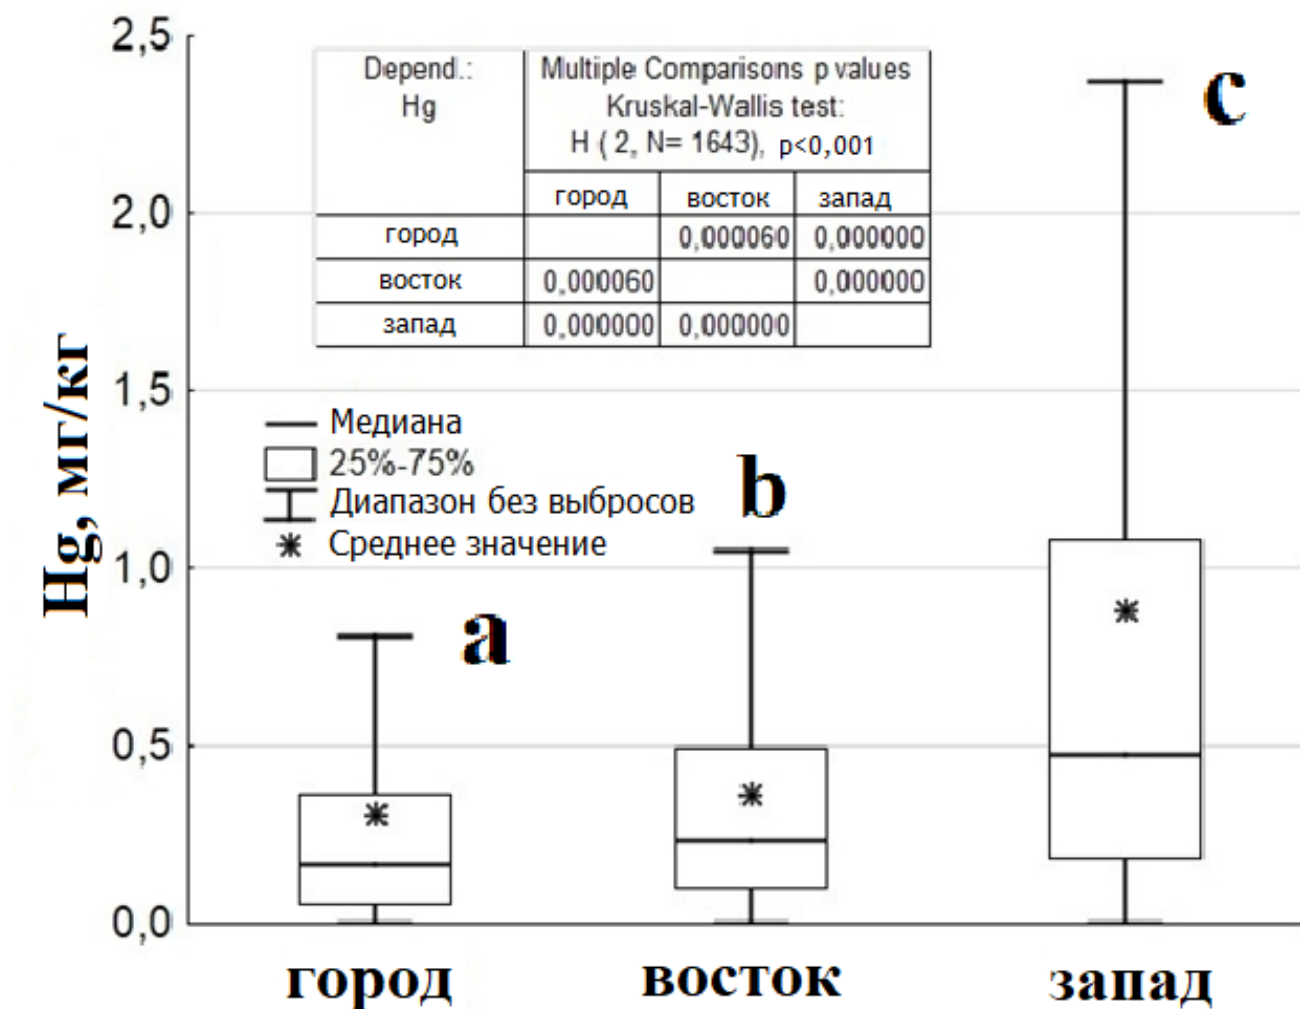 2,5
Depend.:
Hg
Multiple Comparisons p values
Kruskal-Wallis test:
H ( 2, N= 1643), p<0,001
город восток запад
город 0,000060 0,000000
восток 0,000060 0,000000
запад 0,000000 0,000000
c
2,0
1,5
Медиана
25%-75%
Диапазон без выбросов
Среднее значение
b
Hg, мг/кг
1,0
a
0,5
0,0
город восток запад